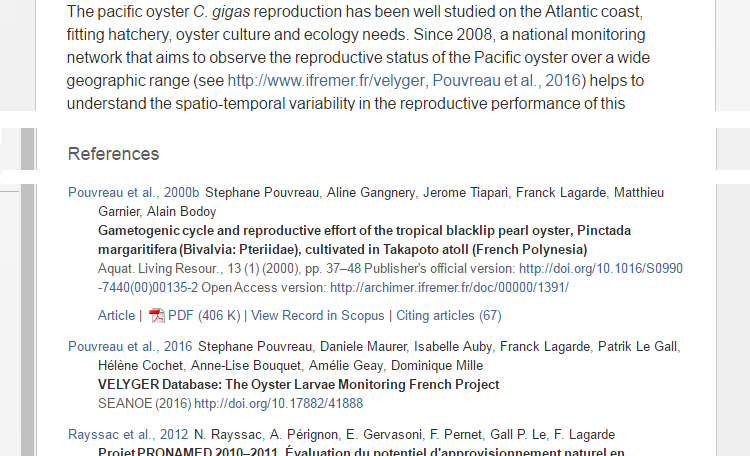 The pacific oyster C. gigas reproduction has been well studied on the Atlantic coast,
fitting hatchery, oyster culture and ecology needs. Since 2008, a national monitoring
network that aims to observe the reproductive status of the Pacific oyster over a wide
geographic range (see http://www.ifremer.fr/velyger, Pouvreau et al., 2016) helps to
understand the spatio-temporal variability in the reproductive performance of this
References
Pouvreau et al., 2000b Stephane Pouvreau, Aline Gangnery, Jerome Tiapari, Franck Lagarde, Matthieu
Garnier, Alain Bodoy
Gametogenic cycle and reproductive effort of the tropical blacklip pearl oyster, Pinctada
margaritifera (Bivalvia: Pteriidae), cultivated in Takapoto atoll (French Polynesia)
Aquat. Living Resour., 13 (1) (2000), pp. 37–48 Publisher's official version: http://doi.org/10.1016/S0990
-7440(00)00135-2 Open Access version: http://archimer.ifremer.fr/doc/00000/1391/
Article | PDF (406 K) | View Record in Scopus | Citing articles (67)
Pouvreau et al., 2016 Stephane Pouvreau, Daniele Maurer, Isabelle Auby, Franck Lagarde, Patrik Le Gall,
Hélène Cochet, Anne-Lise Bouquet, Amélie Geay, Dominique Mille
VELYGER Database: The Oyster Larvae Monitoring French Project
SEANOE (2016) http://doi.org/10.17882/41888
Rayssac et al., 2012 N. Rayssac, A. Pérignon, E. Gervasoni, F. Pernet, Gall P. Le, F. Lagarde
Projet PRONAMED 2010–2011. Évaluation du potentiel d'approvisionnement naturel en